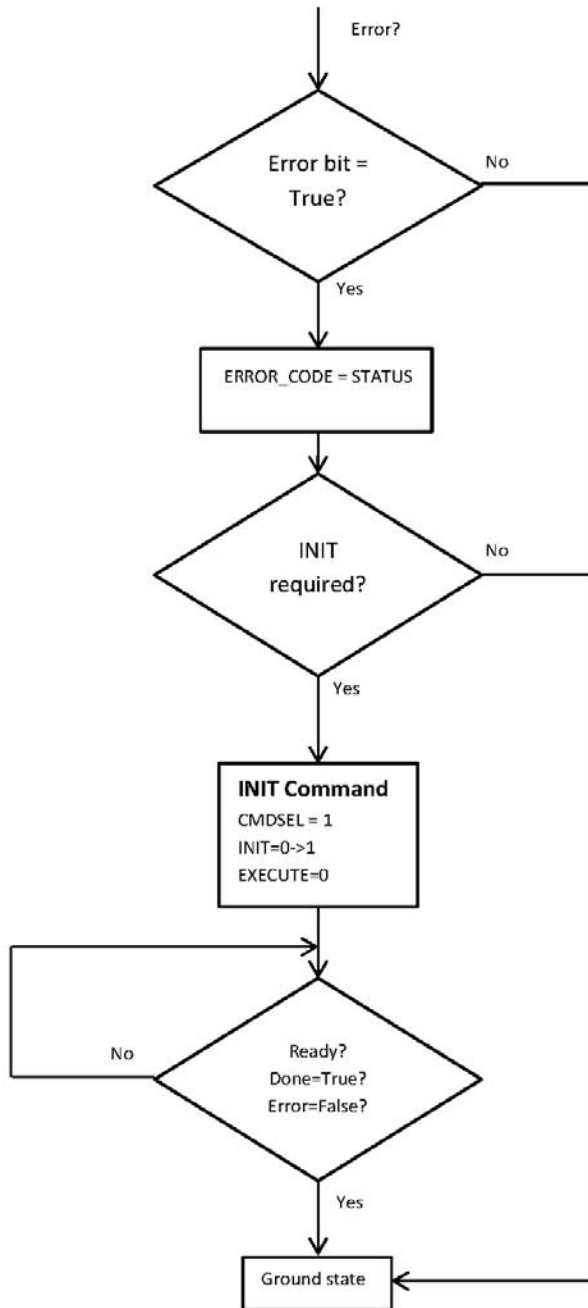 Error?
Error bit =
True?
No
Yes
ERROR_CODE = STATUS
INIT
required?
No
Yes
INIT Command
CMDSEL = 1
INIT=0->1
EXECUTE=0
Ready?
Done=True?
Error=False?
No
Yes
Ground state